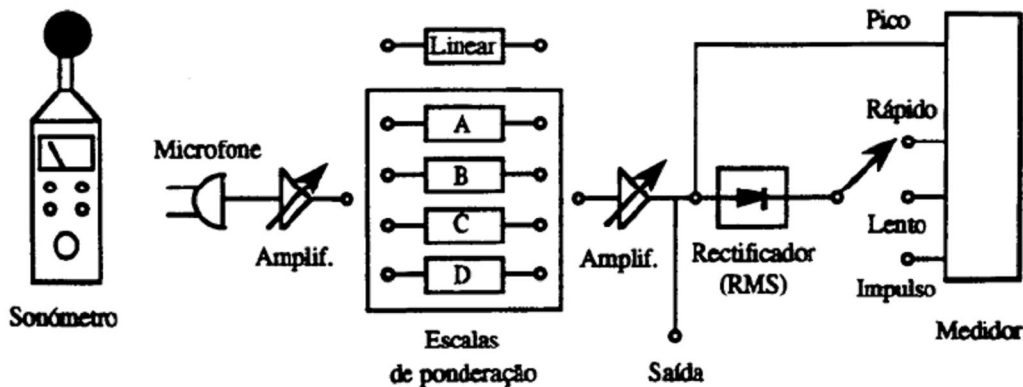 Pico
Linear
Rápido
A
Microfone
B
C
Lento
Amplif.
Amplif.
Rectificador
(RMS)
D
Impulso
Sonómetro
Medidor
Escalas
de ponderação
Saída